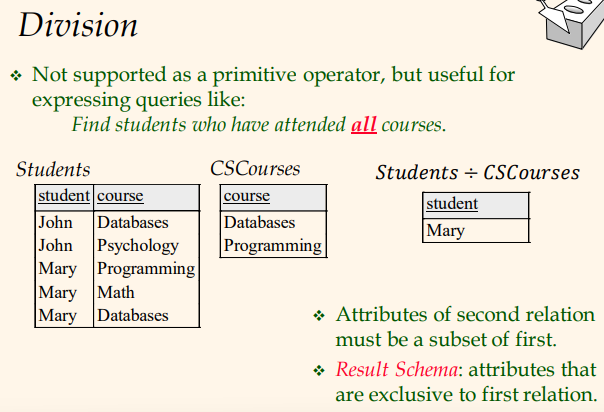 Division
❖ Not supported as a primitive operator, but useful for
expressing queries like:
Find students who have attended all courses.
Students
student course
John Databases
John Psychology
Mary Programming
Mary Math
Mary Databases
CSCourses
course
Databases
Programming
Students ÷ CSCourses
student
Mary
❖ Attributes of second relation
must be a subset of first.
❖ Result Schema: attributes that
are exclusive to first relation.